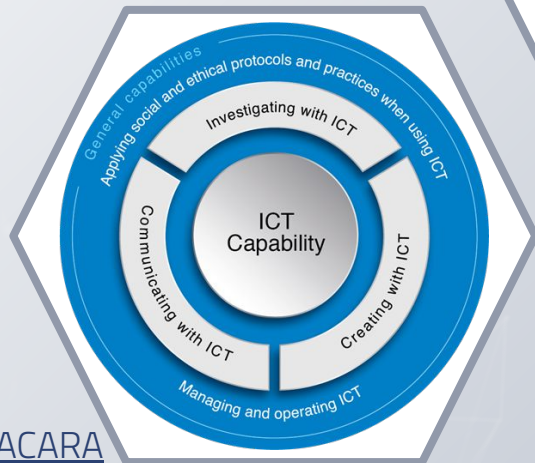 General capabilities
Applying social and ethical protocols and practices when using ICT
Investigating with ICT
ICT
Capability
Communicating with ICT
Creating with ICT
Managing and operating ICT
ACARA